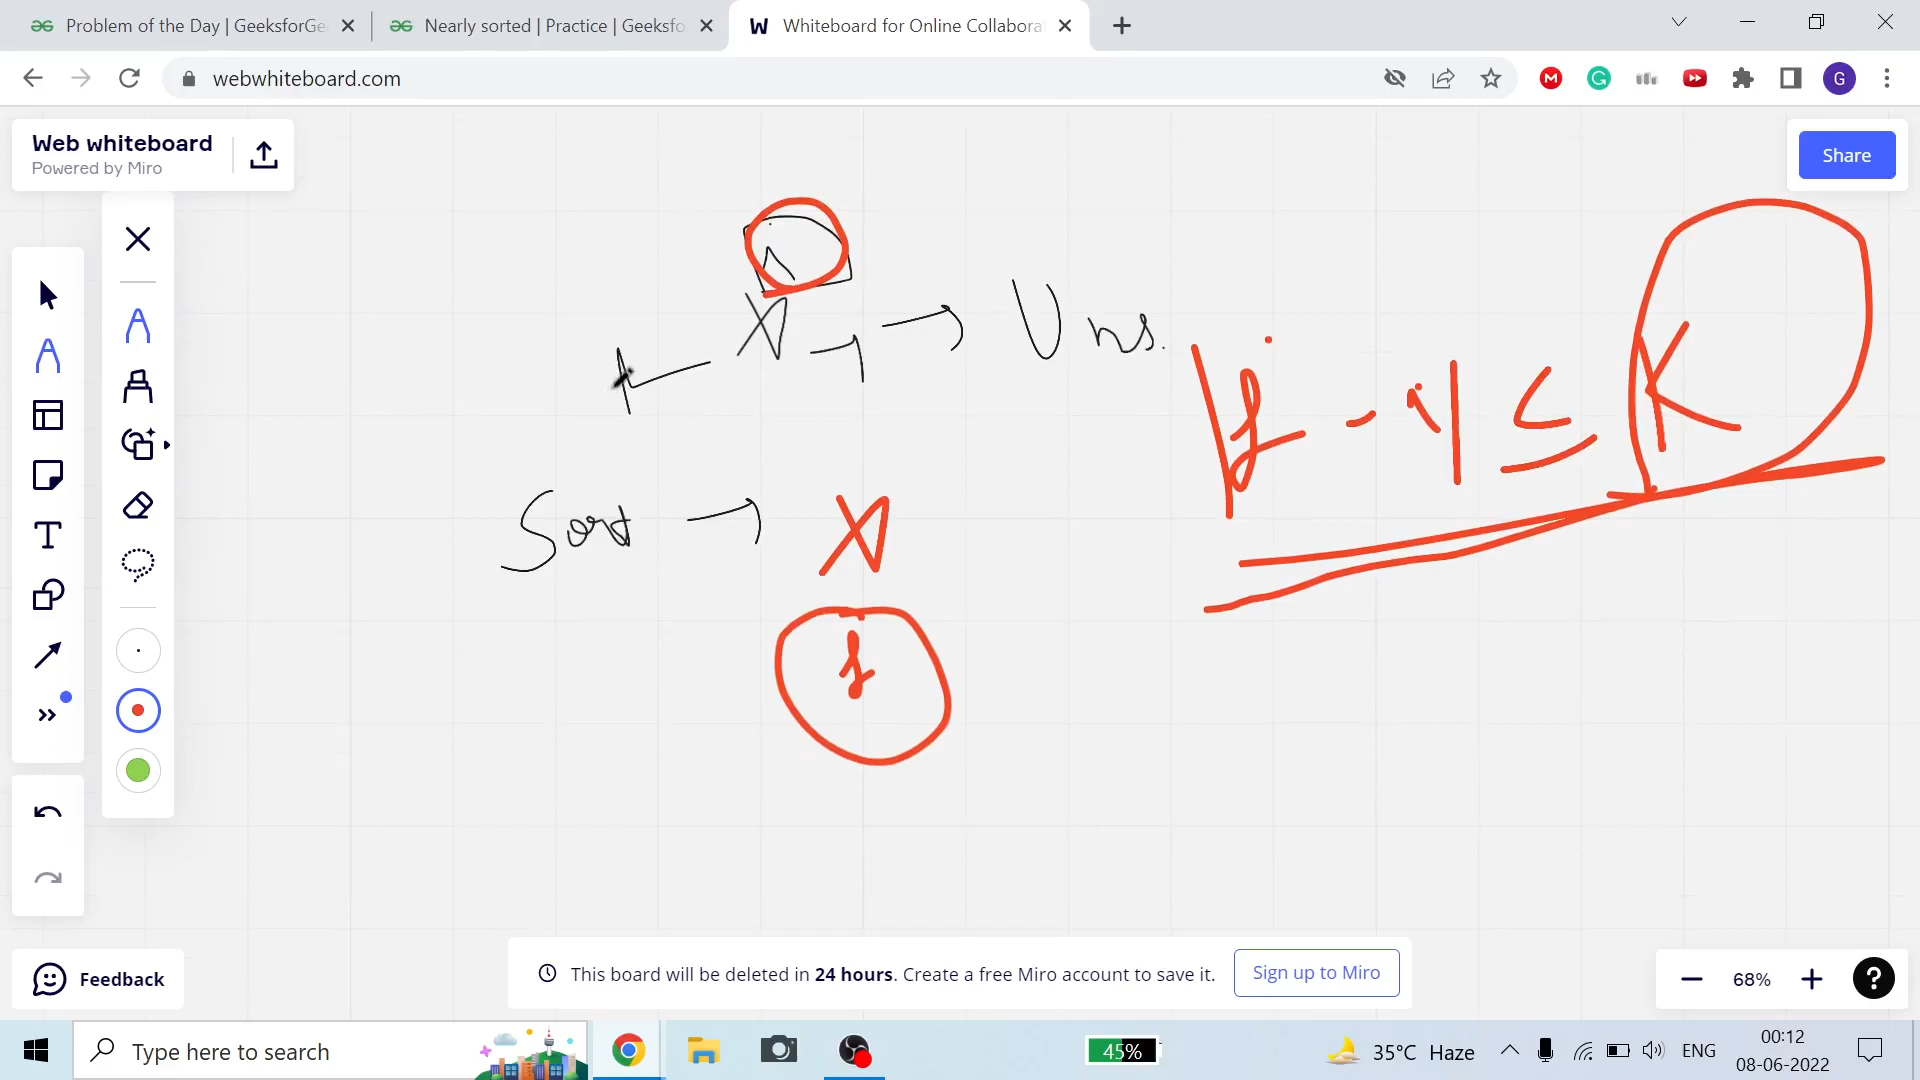 Problem of the Day | GeeksforGe
Nearly sorted | Practice | Geeksfo
Whiteboard for Online Collabora
webwhiteboard.com
G
Web whiteboard
Powered by Miro
Share
X → Uns.
|j - i| ≤ K
Sort → X
j
T
Feedback
This board will be deleted in 24 hours. Create a free Miro account to save it.
Sign up to Miro
68%
?
Type here to search
45%
35°C Haze
ENG
00:12
08-06-2022